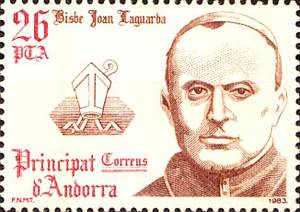 26
PTA
Bisbe Joan Laguarda
Principat Correus
d'Andorra
F.N.M.T.
1983